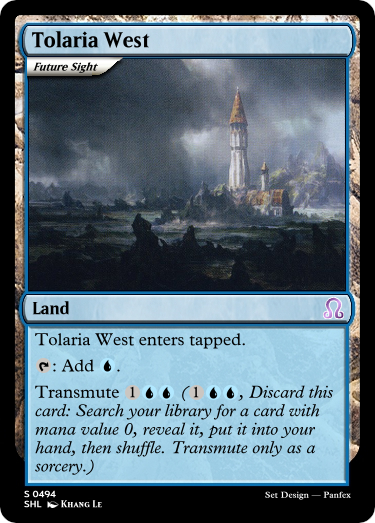 Tolaria West
Future Sight
Land
Tolaria West enters tapped.
: Add .
Transmute 1 (1 , Discard this
card: Search your library for a card with
mana value 0, reveal it, put it into your
hand, then shuffle. Transmute only as a
sorcery.)
S 0494
SHL Khang Le
Set Design — Panfex